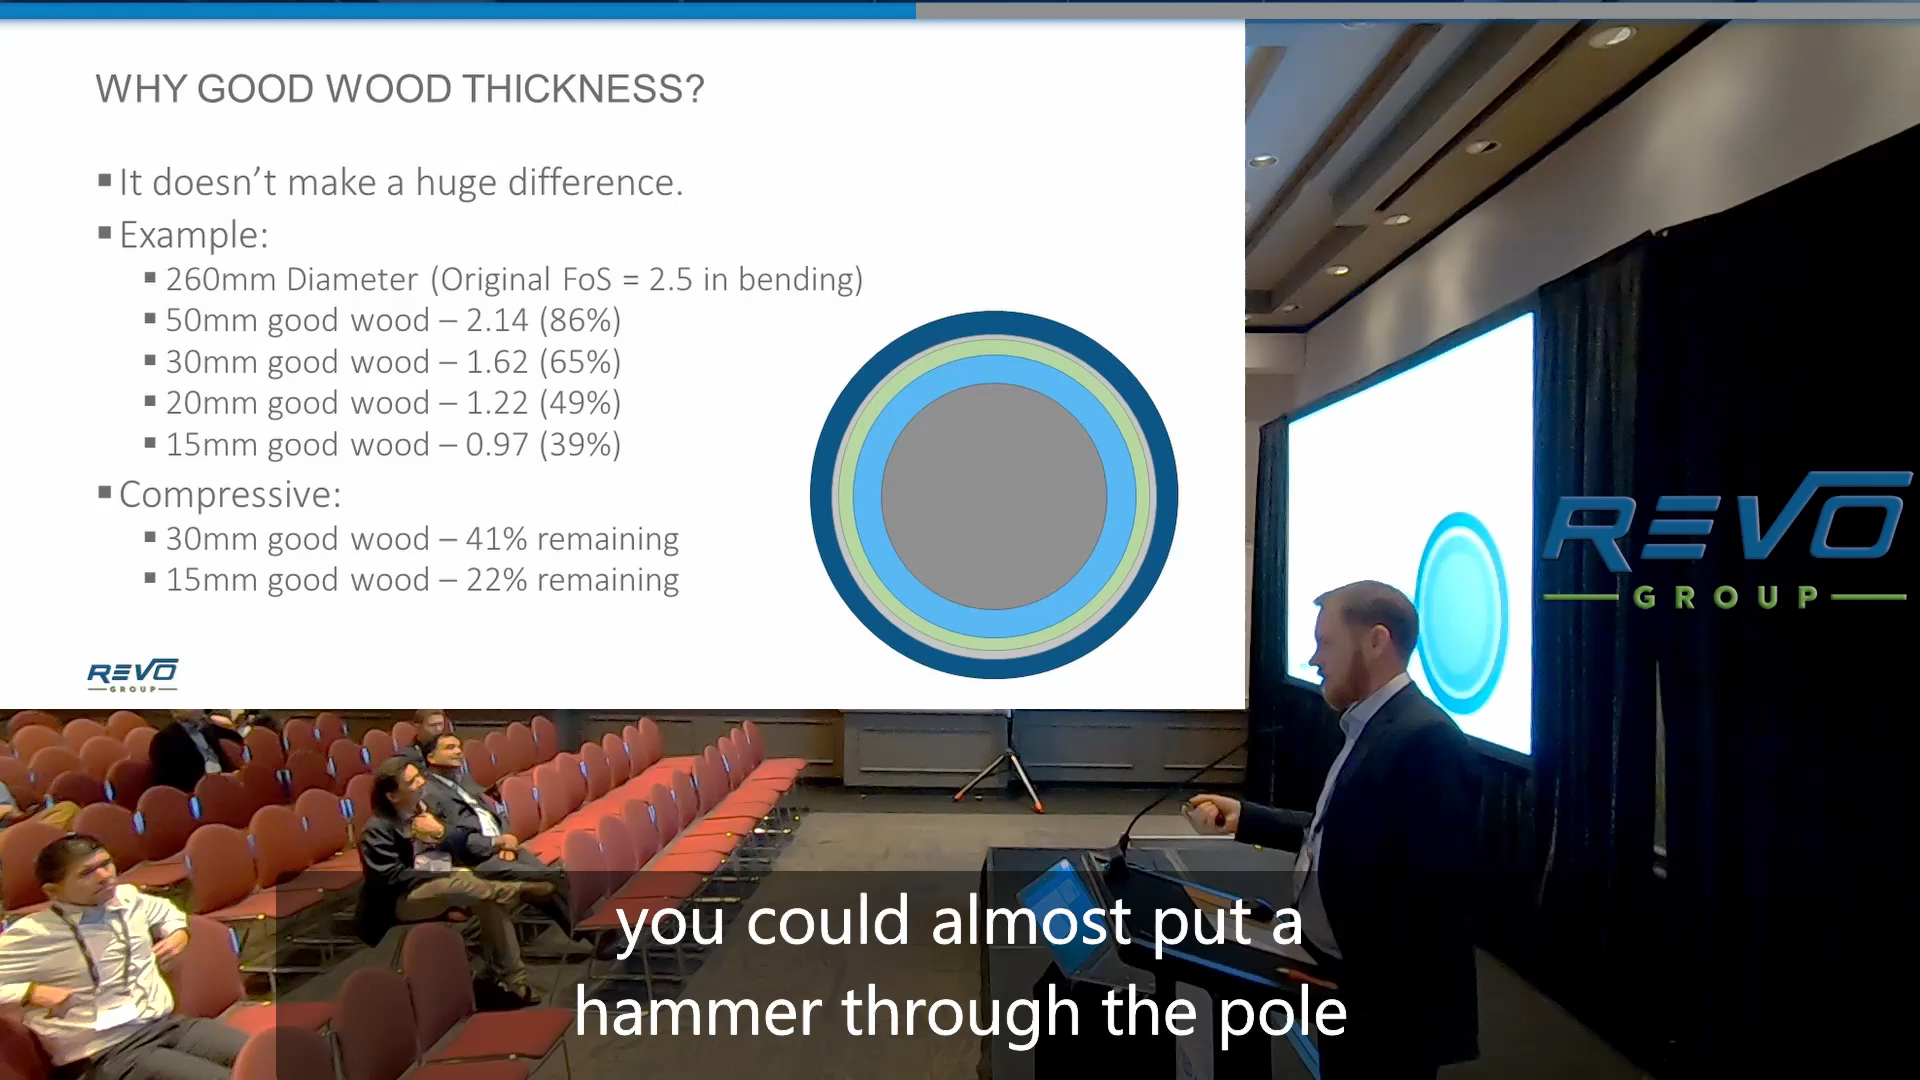 WHY GOOD WOOD THICKNESS?
▪ It doesn’t make a huge difference.
▪ Example:
▪ 260mm Diameter (Original FoS = 2.5 in bending)
▪ 50mm good wood – 2.14 (86%)
▪ 30mm good wood – 1.62 (65%)
▪ 20mm good wood – 1.22 (49%)
▪ 15mm good wood – 0.97 (39%)
▪ Compressive:
▪ 30mm good wood – 41% remaining
▪ 15mm good wood – 22% remaining
REVO
GROUP
REVO
GROUP
you could almost put a
hammer through the pole